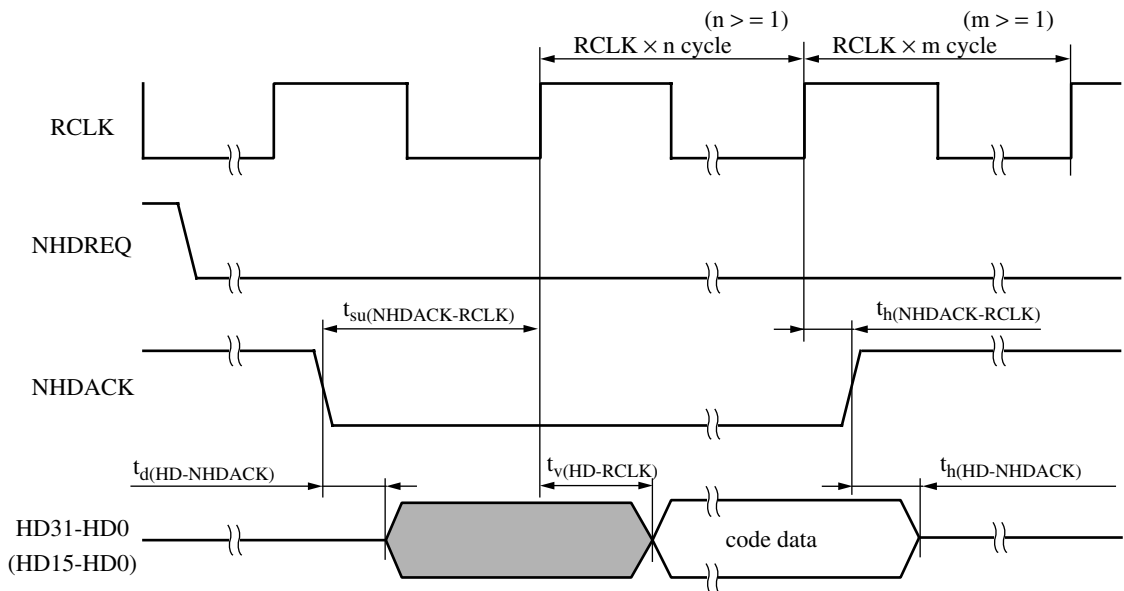 (n > = 1) (m > = 1)
RCLK × n cycle RCLK × m cycle
RCLK
NHDREQ
tsu(NHDACK-RCLK) th(NHDACK-RCLK)
NHDACK
td(HD-NHDACK) tv(HD-RCLK) th(HD-NHDACK)
HD31-HD0
(HD15-HD0)
code data